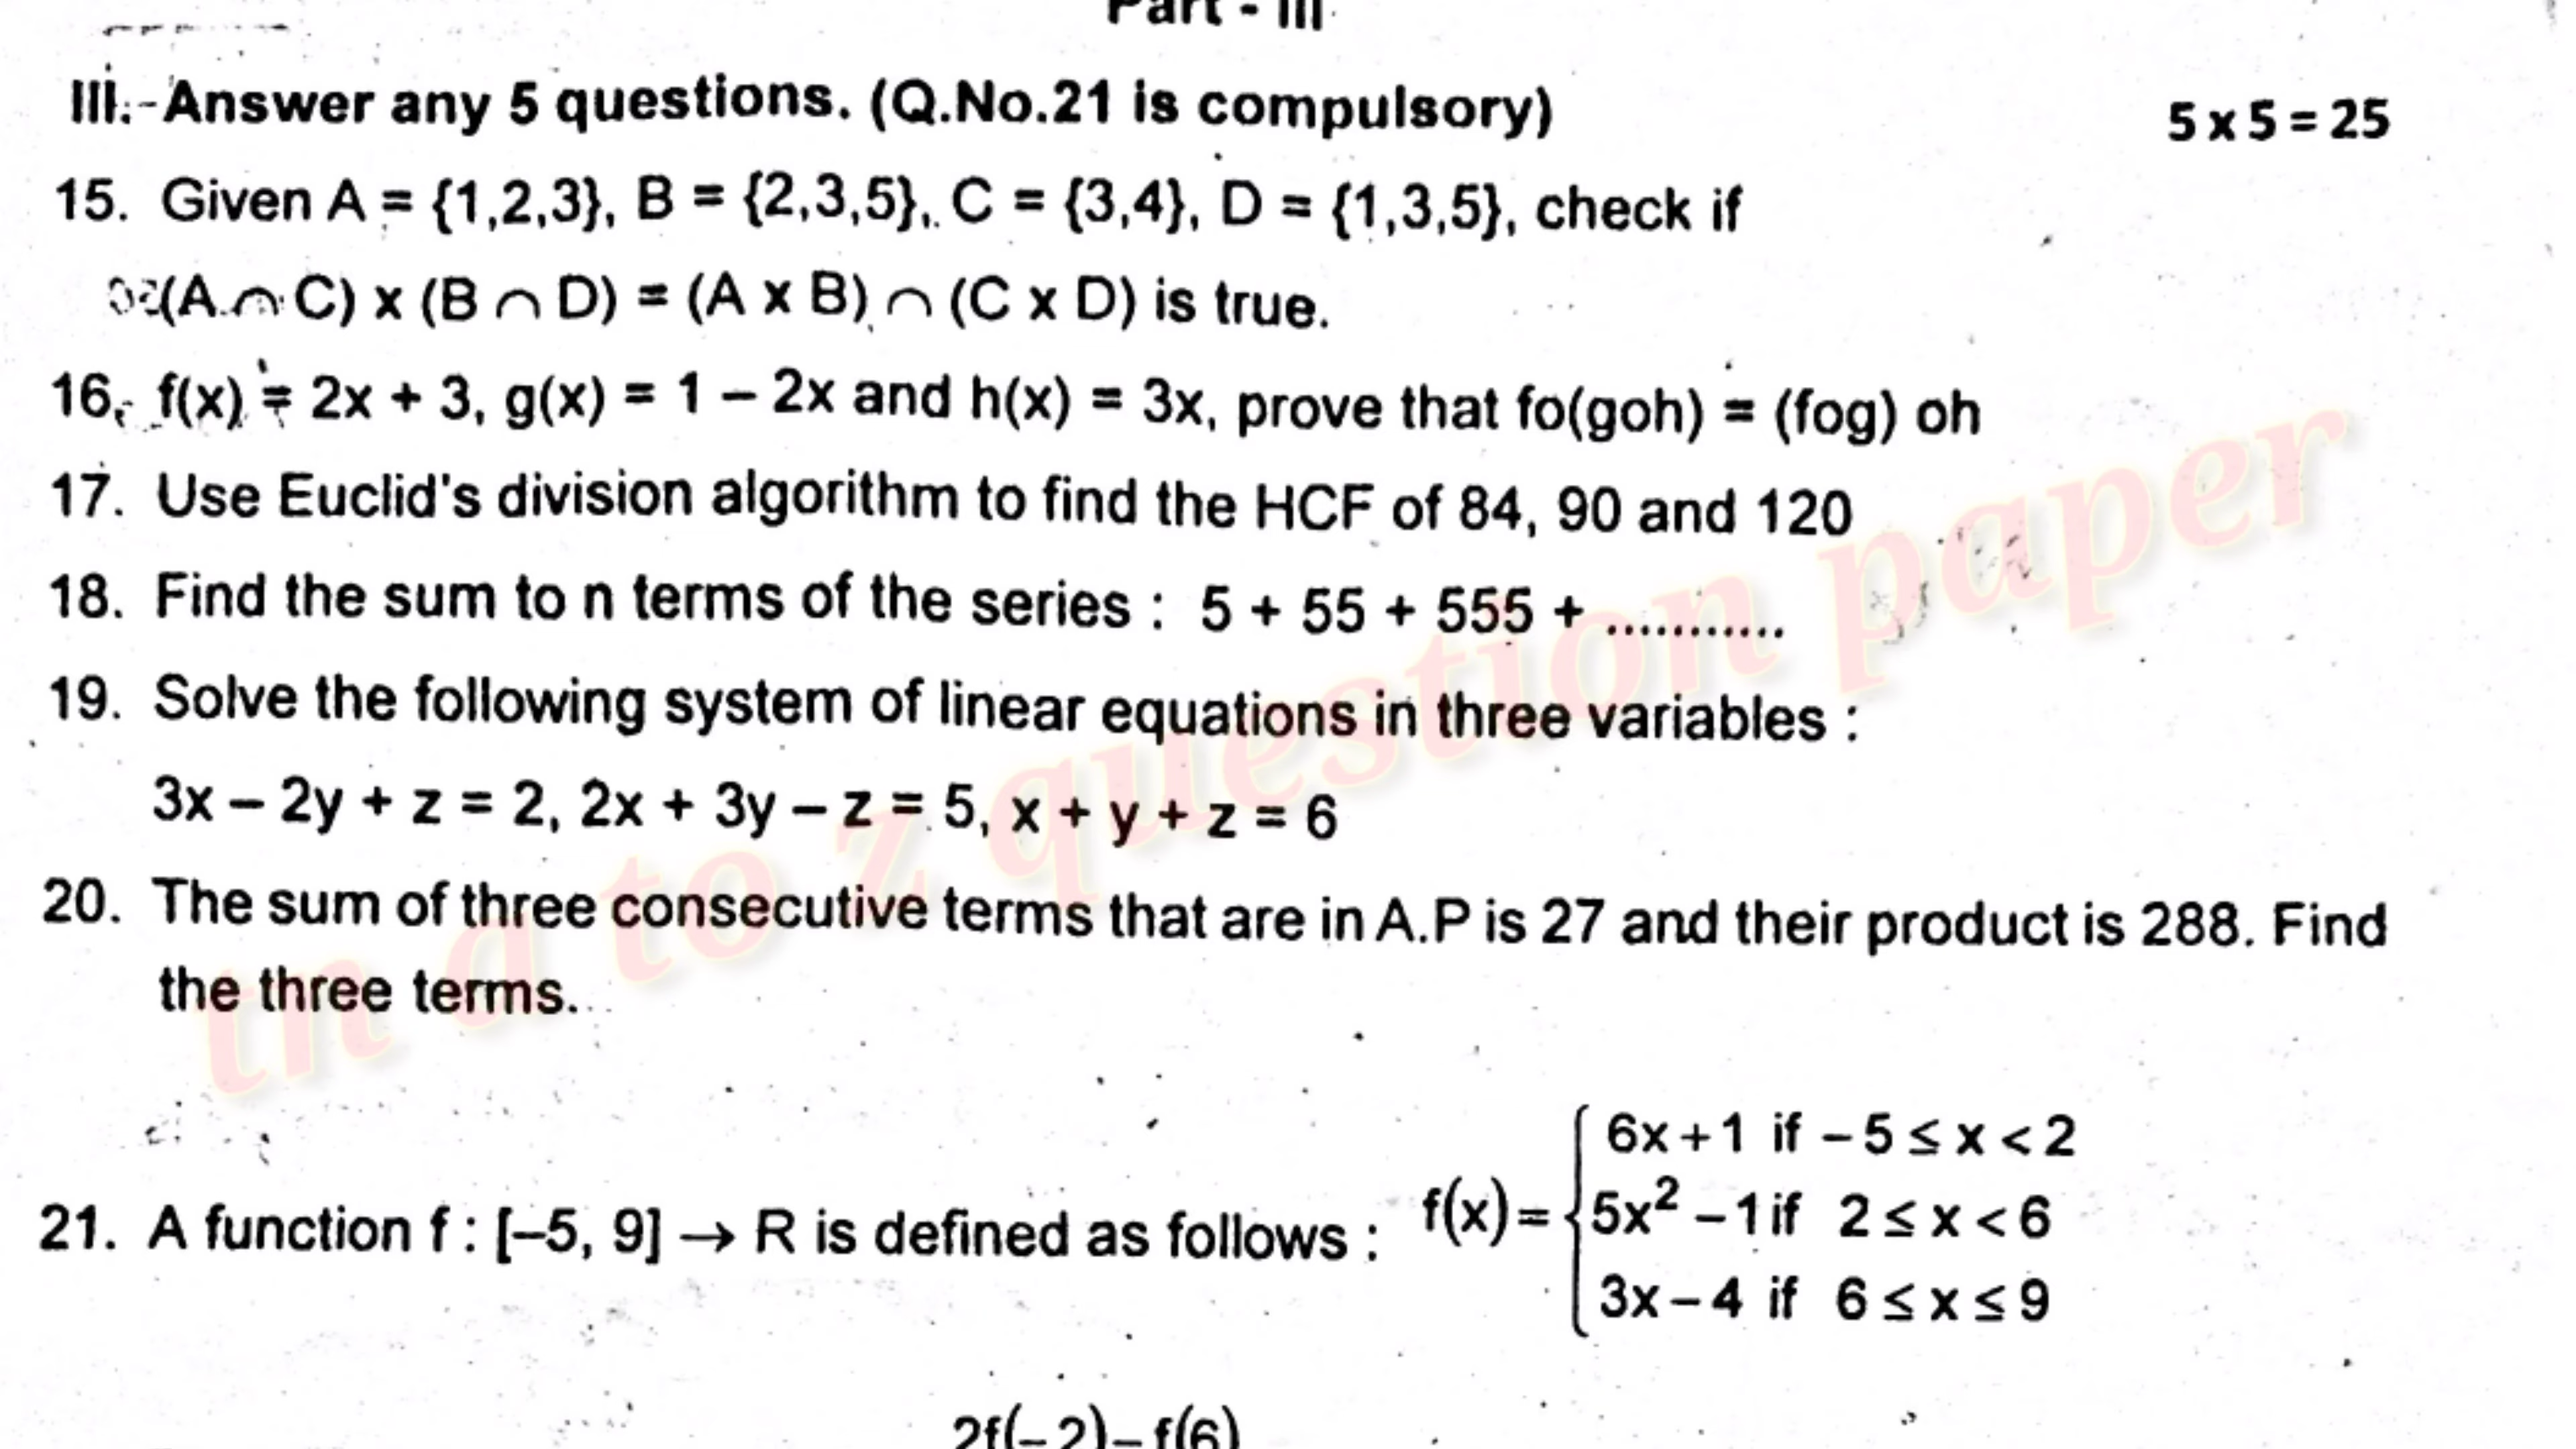 Part - III
III. Answer any 5 questions. (Q.No.21 is compulsory) 5 x 5 = 25
15. Given A = {1,2,3}, B = {2,3,5}, C = {3,4}, D = {1,3,5}, check if
(A ∩ C) x (B ∩ D) = (A x B) ∩ (C x D) is true.
16. f(x) = 2x + 3, g(x) = 1 – 2x and h(x) = 3x, prove that fo(goh) = (fog) oh
17. Use Euclid's division algorithm to find the HCF of 84, 90 and 120
18. Find the sum to n terms of the series : 5 + 55 + 555 + ...........
19. Solve the following system of linear equations in three variables :
3x – 2y + z = 2, 2x + 3y – z = 5, x + y + z = 6
20. The sum of three consecutive terms that are in A.P is 27 and their product is 288. Find
the three terms.
21. A function f : [–5, 9] → R is defined as follows : f(x) = { 6x + 1 if – 5 ≤ x < 2
5x² – 1 if 2 ≤ x < 6
3x – 4 if 6 ≤ x ≤ 9
2f(– 2) – f(6)
tn a to z question paper